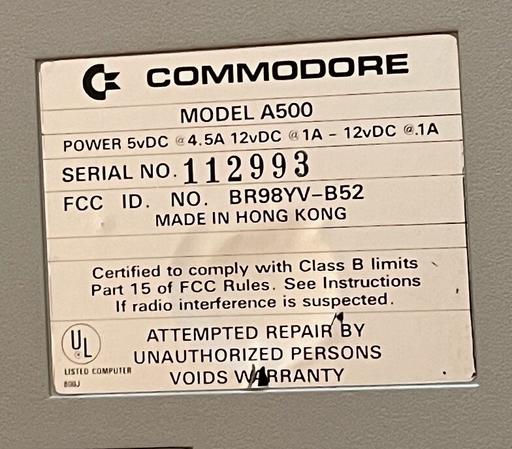 COMMODORE
MODEL A500
POWER 5vDC @ 4.5A 12vDC @ 1A - 12vDC @ .1A
SERIAL NO. 112993
FCC ID. NO. BR98YV-B52
MADE IN HONG KONG
Certified to comply with Class B limits
Part 15 of FCC Rules. See Instructions
If radio interference is suspected.
ATTEMPTED REPAIR BY
UNAUTHORIZED PERSONS
VOIDS WARRANTY
UL
LISTED COMPUTER